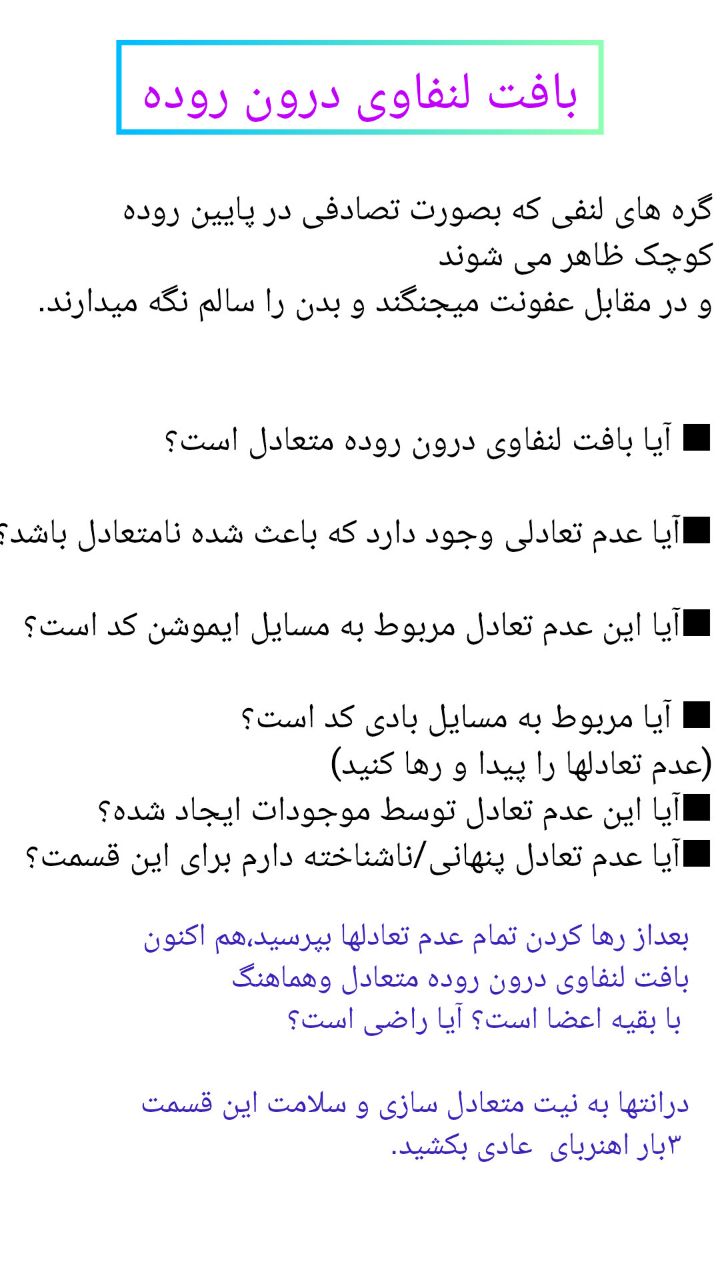 بافت لنفاوی درون روده
گره های لنفی که بصورت تصادفی در پایین روده
کوچک ظاهر می شوند
و در مقابل عفونت میجنگند و بدن را سالم نگه میدارند.
■ آیا بافت لنفاوی درون روده متعادل است؟
■آیا عدم تعادلی وجود دارد که باعث شده نامتعادل باشد؟
■آیا این عدم تعادل مربوط به مسایل ایموشن کد است؟
■ آیا مربوط به مسایل بادی کد است؟
(عدم تعادلها را پیدا و رها کنید)
■آیا این عدم تعادل توسط موجودات ایجاد شده؟
■آیا عدم تعادل پنهانی/ناشناخته دارم برای این قسمت؟
بعداز رها کردن تمام عدم تعادلها بپرسید،هم اکنون
بافت لنفاوی درون روده متعادل وهماهنگ
با بقیه اعضا است؟ آیا راضی است؟
درانتها به نیت متعادل سازی و سلامت این قسمت
۳بار اهنربای  عادی بکشید.